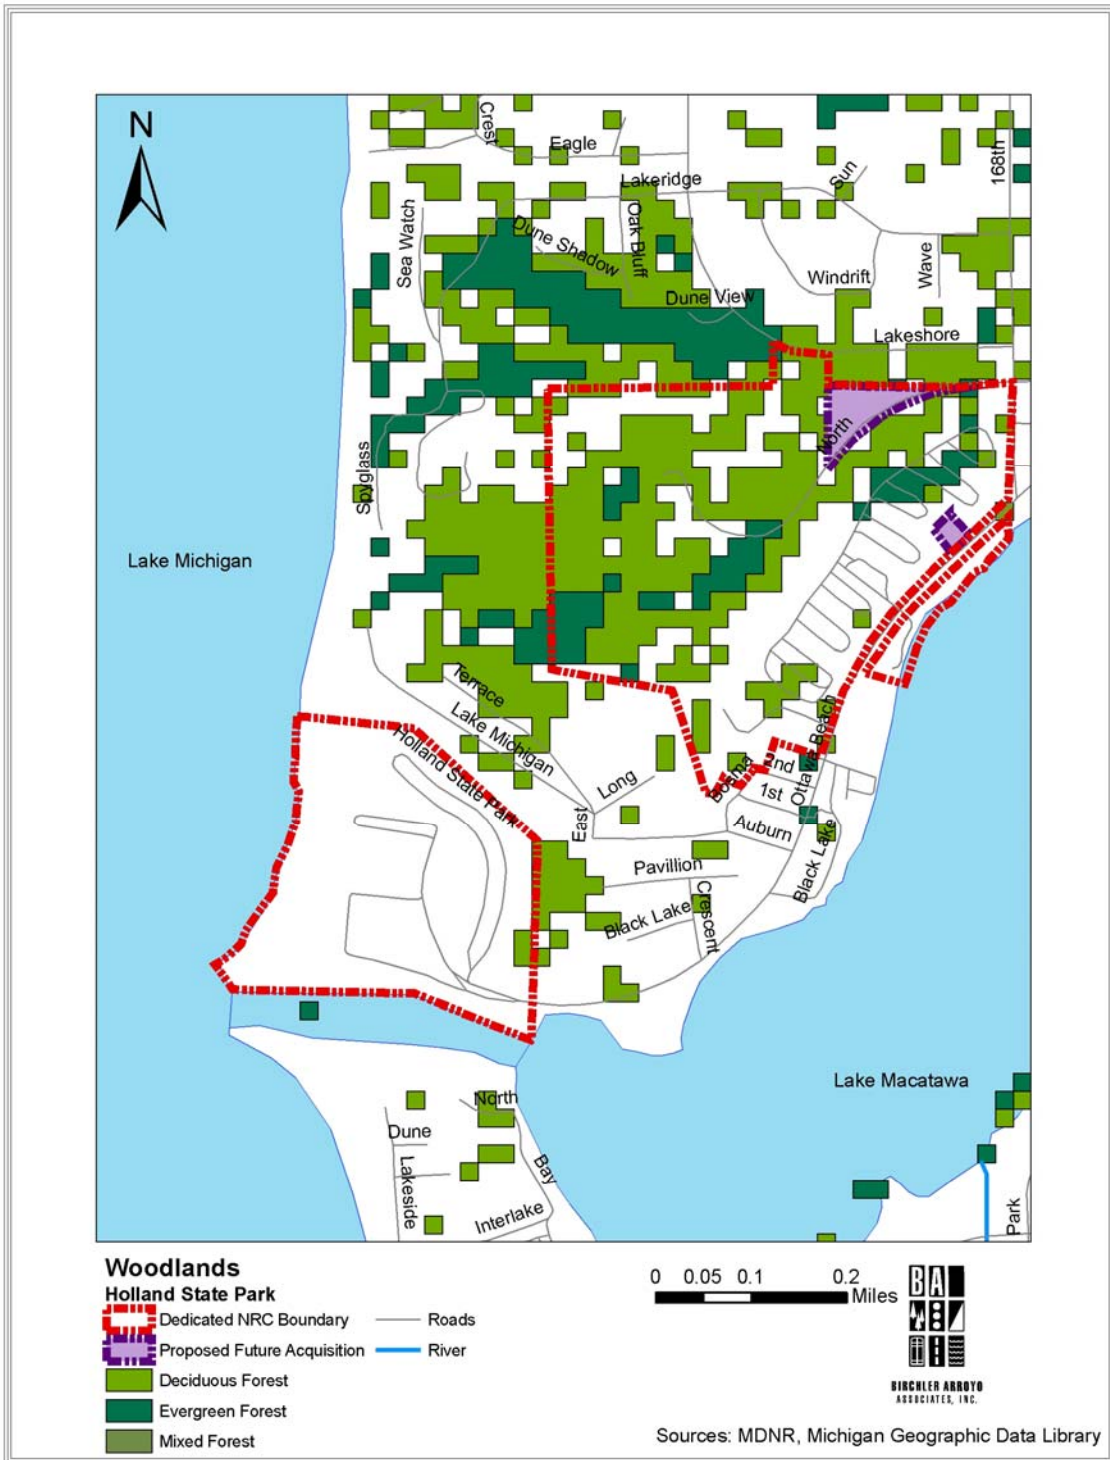 N
Crest
Eagle
168th
Lakeridge
Sun
Sea Watch
Oak Bluff
Dune Shadow
Wave
Windrift
Dune View
Lakeshore
North
Spyglass
Lake Michigan
Terrace
Lake Michigan
Holland State Park
Ottawa Beach
Bosma
2nd
Long
1st
East
Auburn
Black Lake
Pavillion
Crescent
Black Lake
Lake Macatawa
North
Dune
Bay
Lakeside
Park
Interlake
Woodlands
Holland State Park
Dedicated NRC Boundary
Roads
Proposed Future Acquisition
River
Deciduous Forest
Evergreen Forest
Mixed Forest
0 0.05 0.1 0.2
Miles
BA
BIRCHLER ARROYO
ASSOCIATES, INC.
Sources: MDNR, Michigan Geographic Data Library